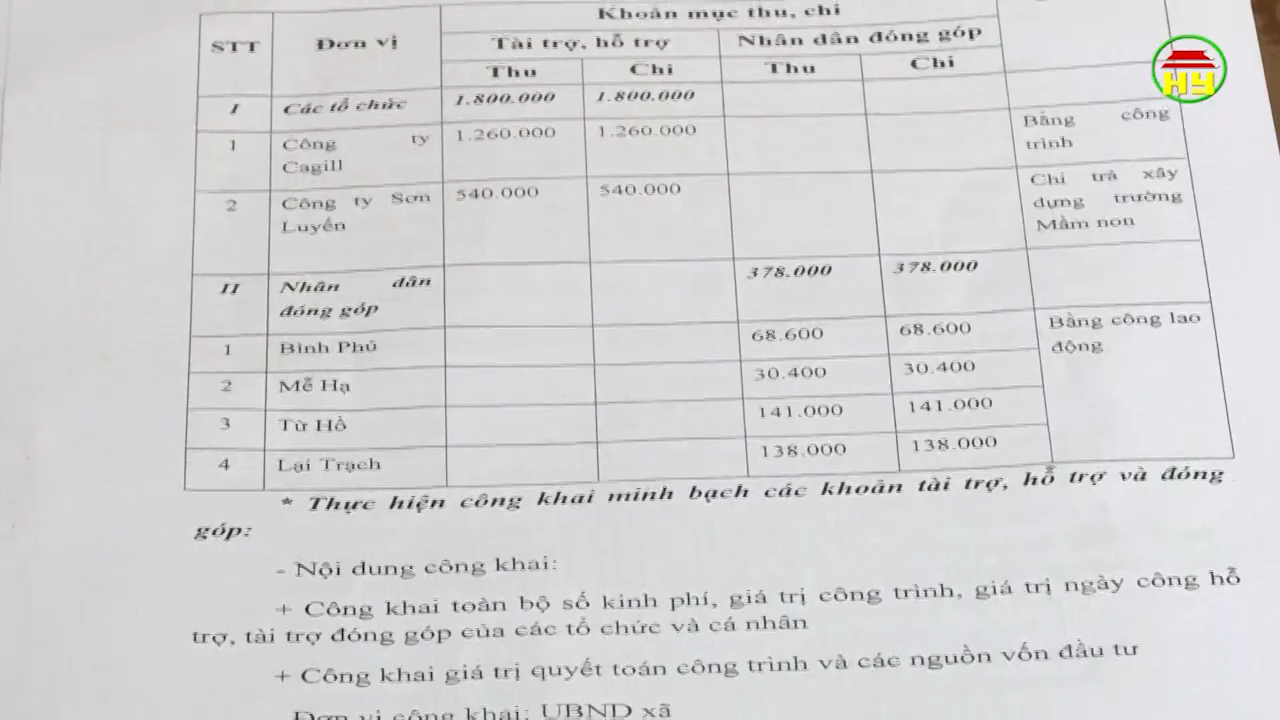 Khoản mục thu, chi
STT Đơn vị Tài trợ, hỗ trợ Nhân dân đóng góp
Thu Chi Thu Chi
I Các tổ chức 1.800.000 1.800.000
1 Công ty Cagill 1.260.000 1.260.000 Bằng công trình
2 Công ty Sơn Luyến 540.000 540.000 Chi trả xây dựng trường Mầm non
II Nhân dân đóng góp 378.000 378.000
1 Bình Phú 68.600 68.600 Bằng công lao động
2 Mễ Hạ 30.400 30.400
3 Từ Hồ 141.000 141.000
4 Lại Trạch 138.000 138.000
* Thực hiện công khai minh bạch các khoản tài trợ, hỗ trợ và đóng
góp:
- Nội dung công khai:
+ Công khai toàn bộ số kinh phí, giá trị công trình, giá trị ngày công hỗ
trợ, tài trợ đóng góp của các tổ chức và cá nhân
+ Công khai giá trị quyết toán công trình và các nguồn vốn đầu tư
Đơn vị công khai: UBND xã
HY